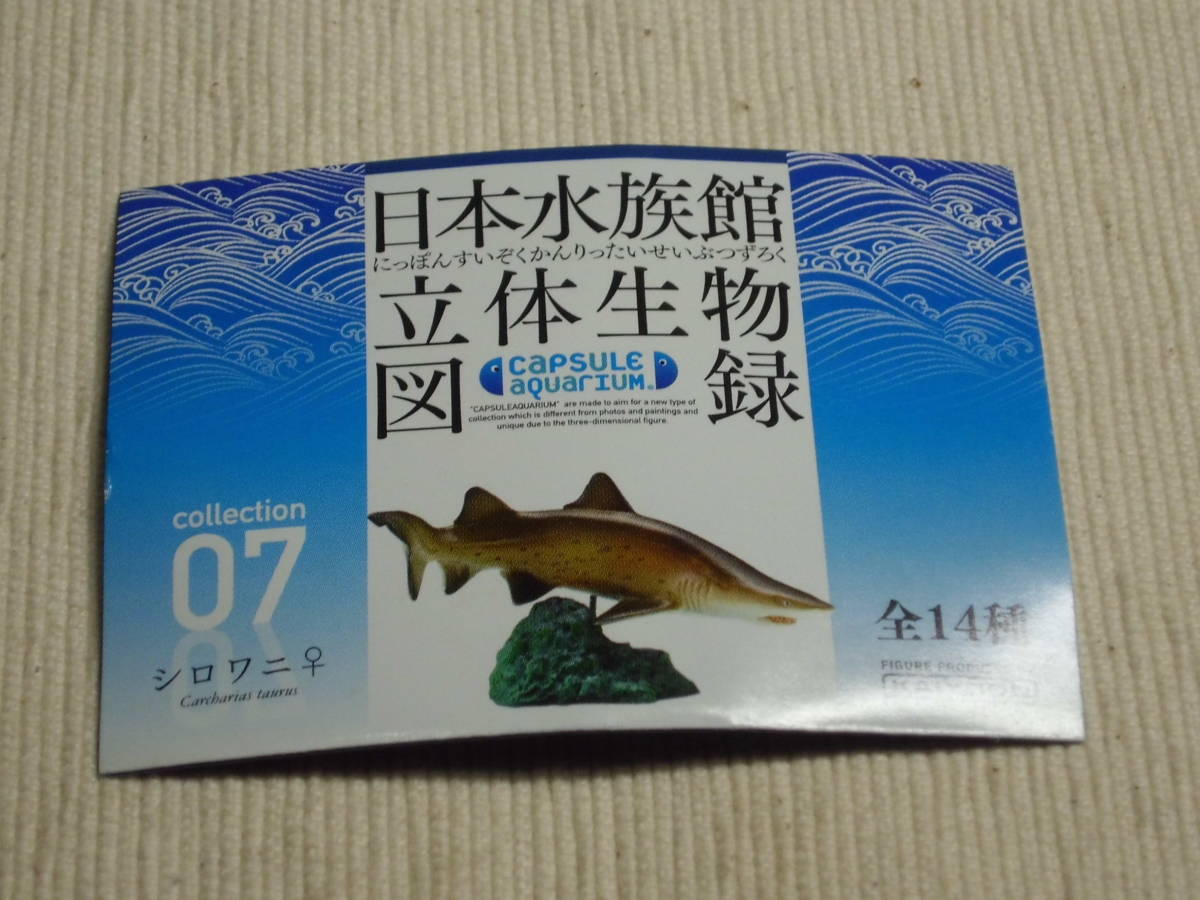 日本水族館
にっぽんすいぞくかんりったいせいぶつずろく
立体生物
図録
CAPSULE
AQUARIUM®
"CAPSULEAQUARIUM" are made to aim for a new type of
collection which is different from photos and paintings and
unique due to the three-dimensional figure.
collection
07
シロワニ♀
Carcharias taurus
全14種
FIGURE